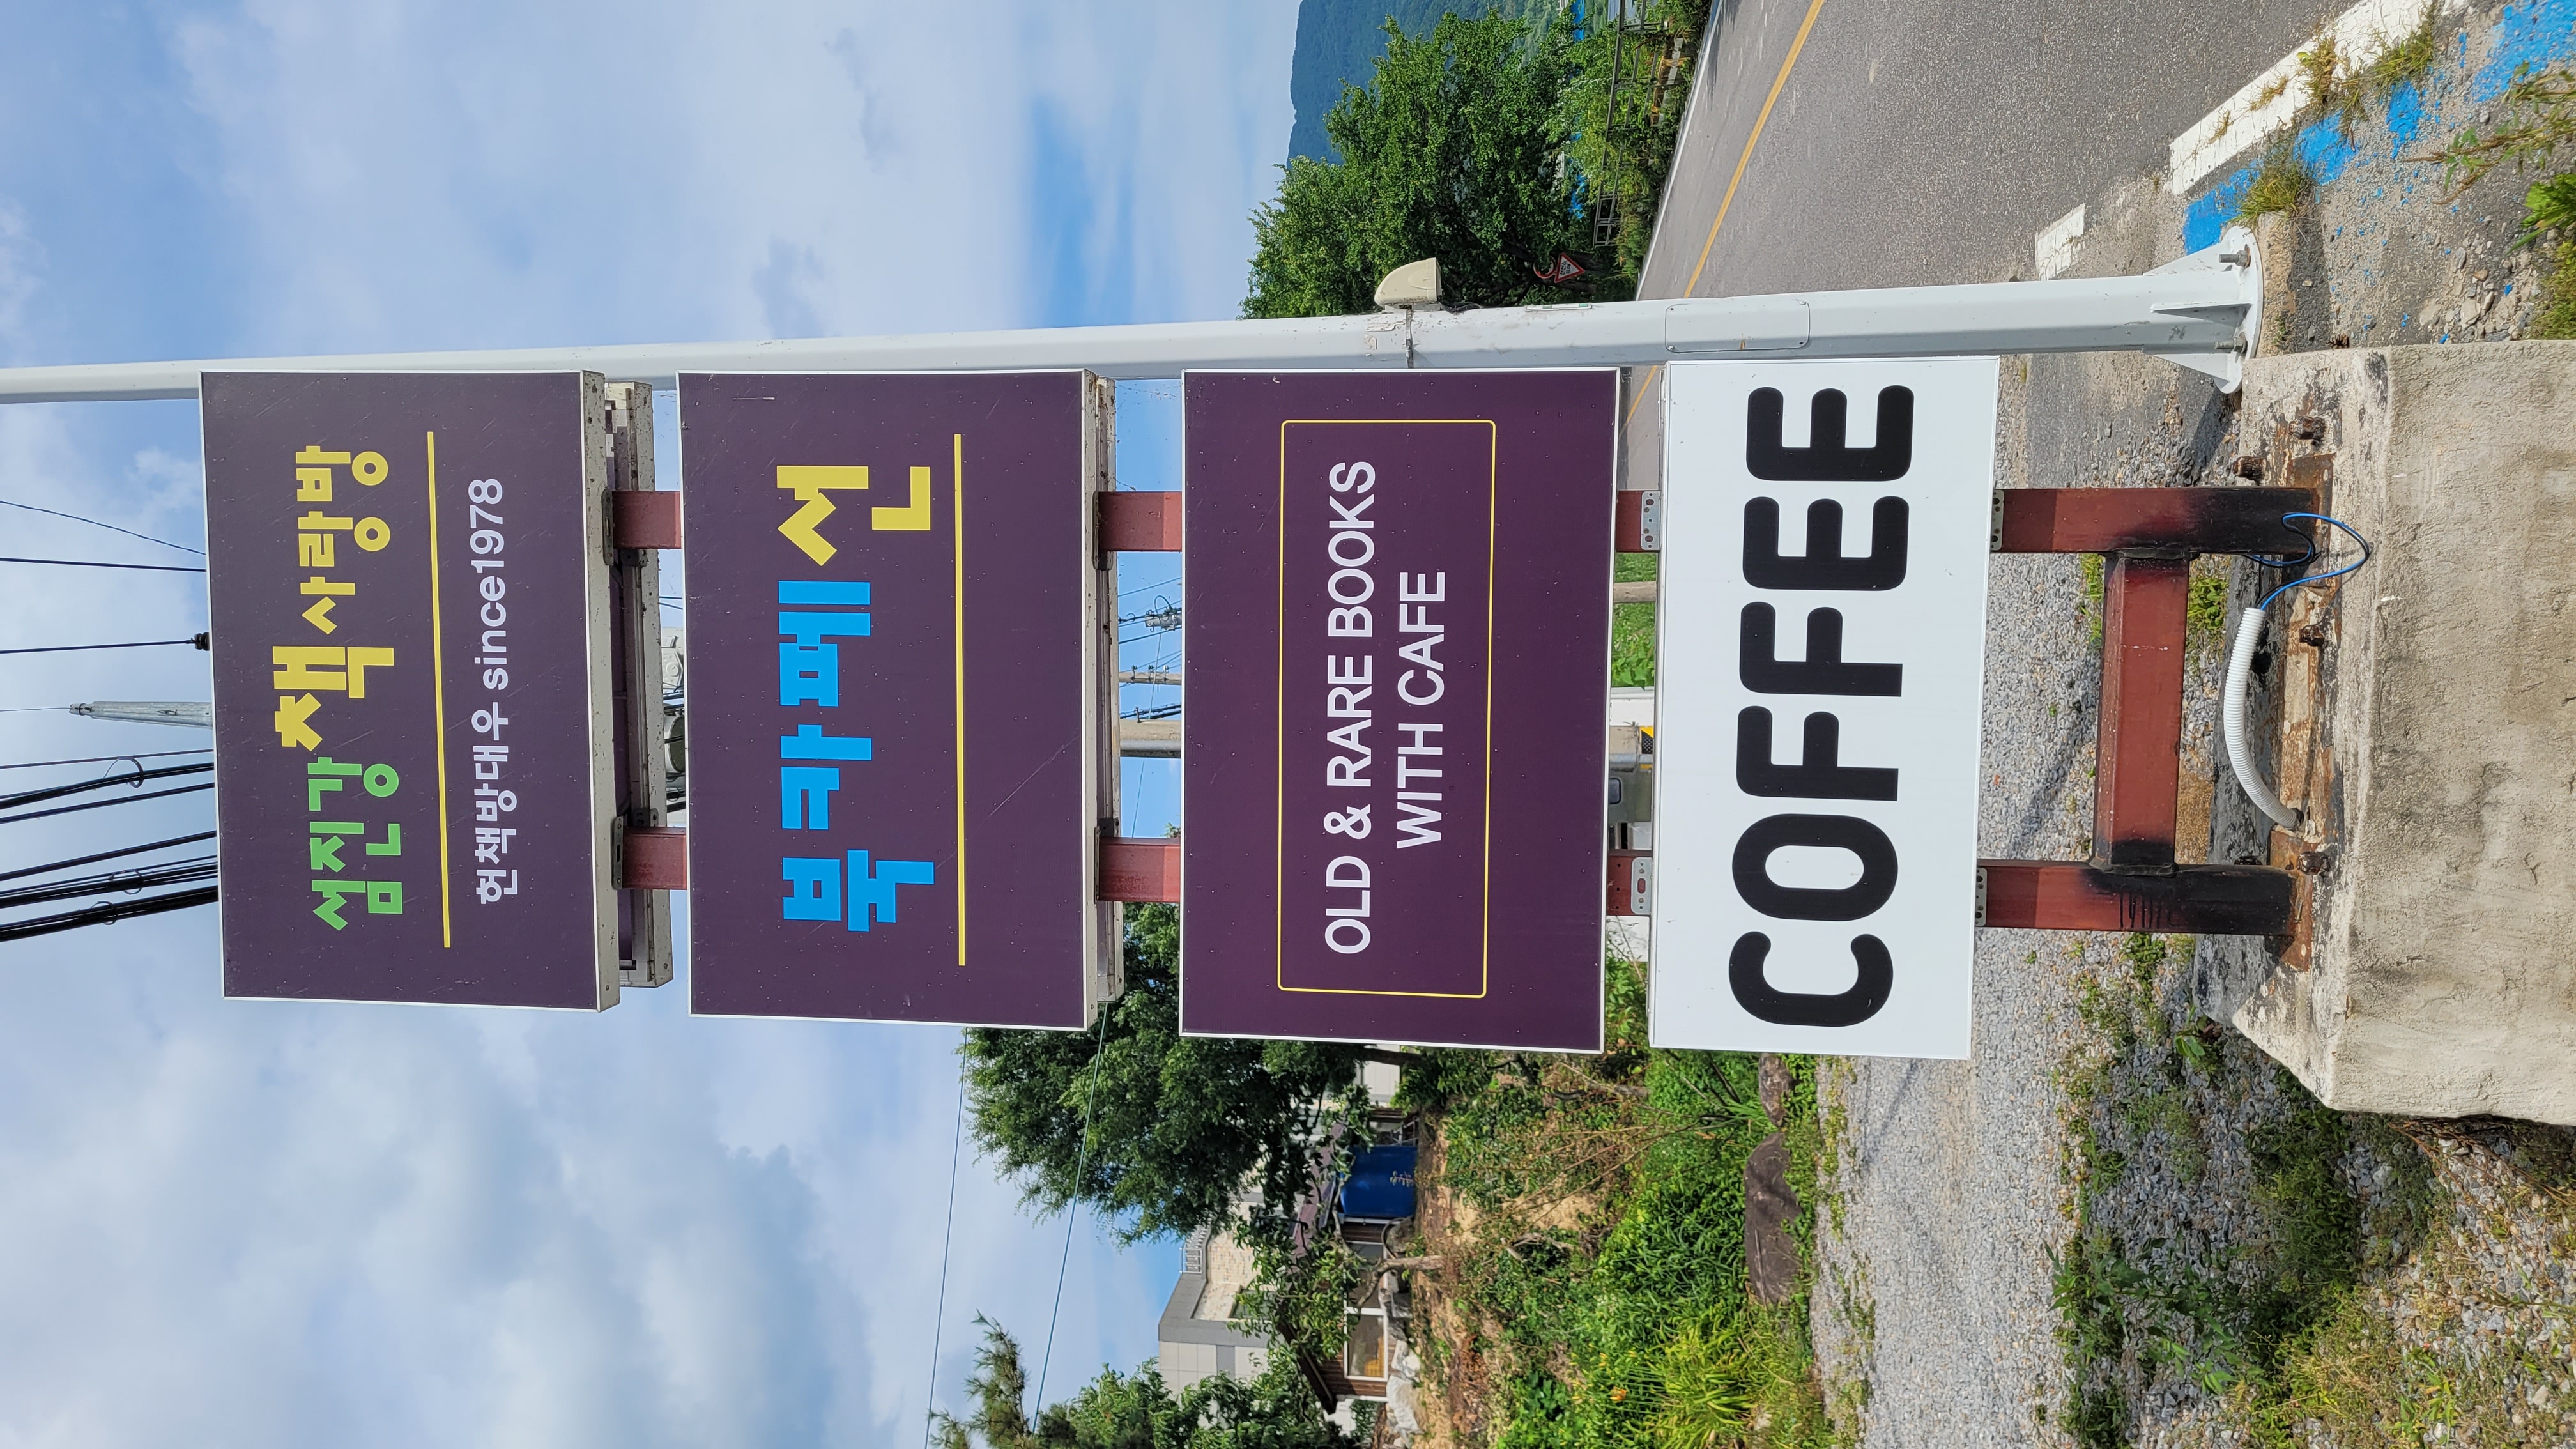 섬진강책사랑방
헌책방대우 since1978
북카페선
OLD & RARE BOOKS
WITH CAFE
COFFEE